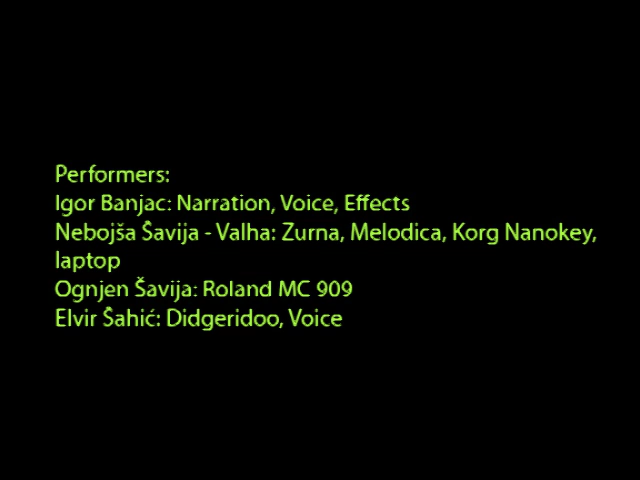 Performers:
Igor Banjac: Narration, Voice, Effects
Nebojša Šavija - Valha: Zurna, Melodica, Korg Nanokey,
laptop
Ognjen Šavija: Roland MC 909
Elvir Šahić: Didgeridoo, Voice